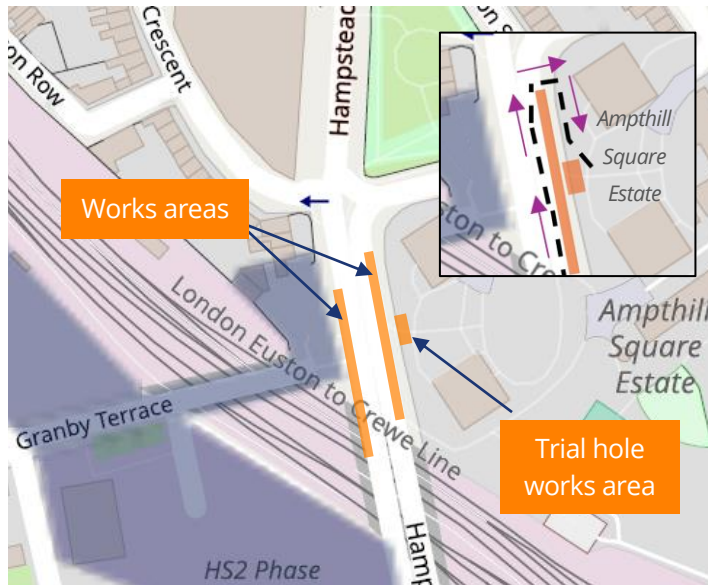 on Row
Crescent
Hampstead
Works areas
Ampthill
Square
Estate
uston to Cre
London Euston to Crewe Line
Ampthill
Square
Estate
Granby Terrace
Trial hole
works area
Hamp
HS2 Phase